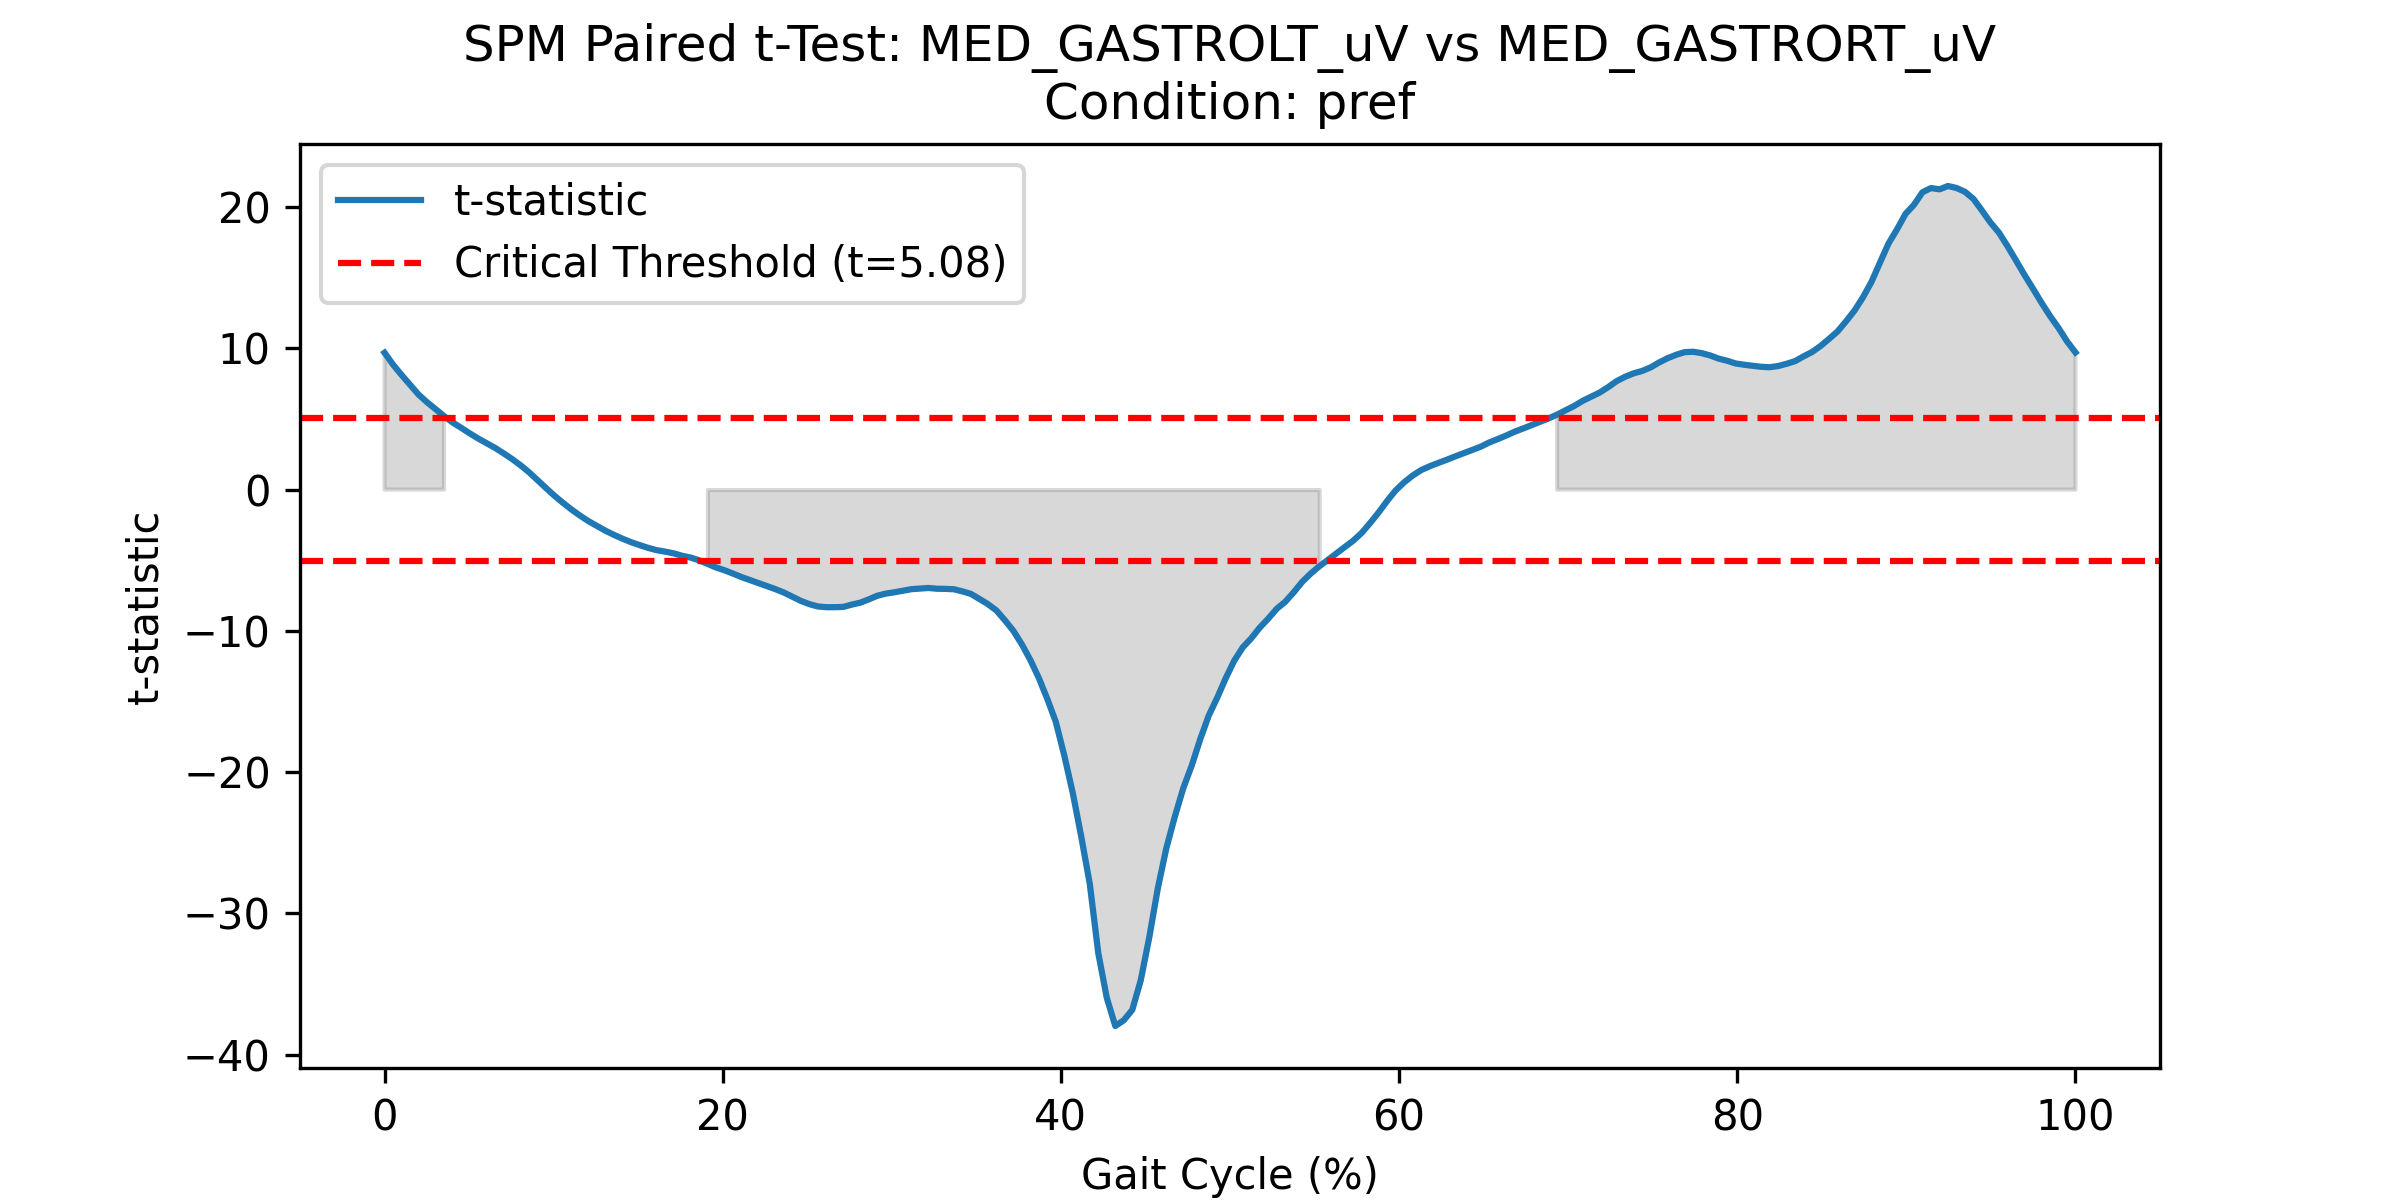 SPM Paired t-Test: MED_GASTROLT_uV vs MED_GASTRORT_uV
Condition: pref
t-statistic
Critical Threshold (t=5.08)
20
10
0
−10
−20
−30
−40
t-statistic
0 20 40 60 80 100
Gait Cycle (%)